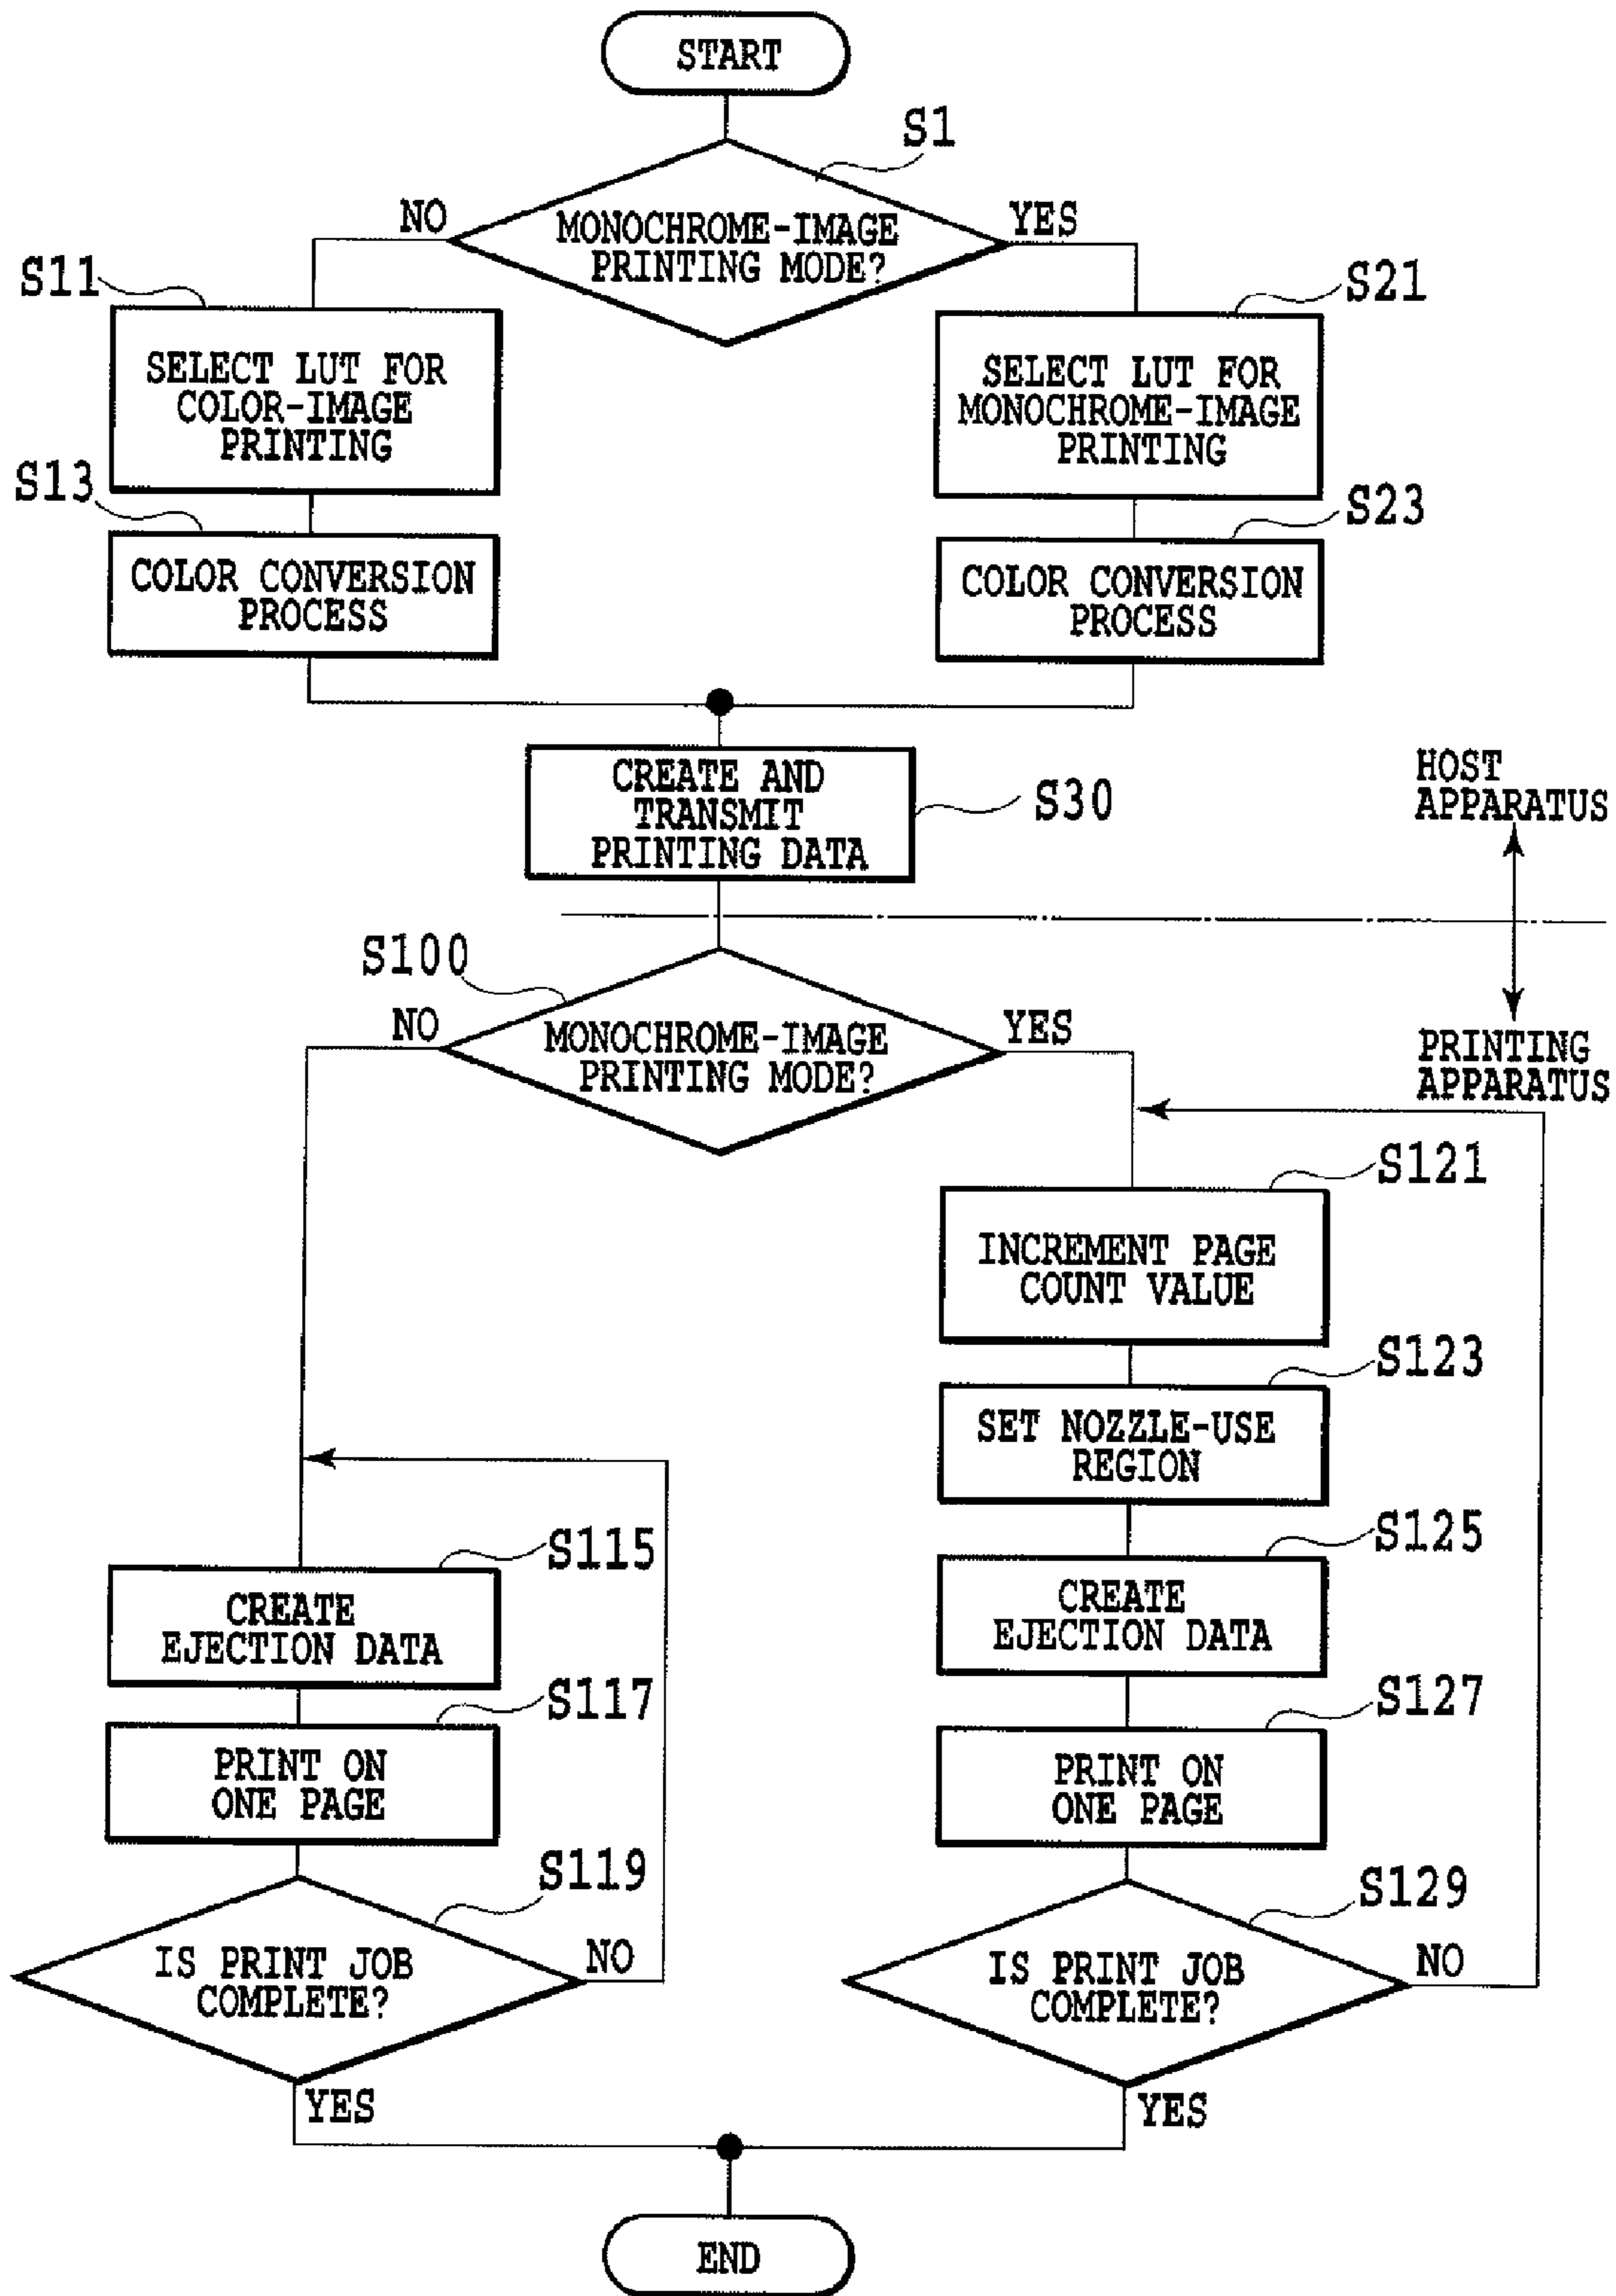 START
S1
NO
MONOCHROME-IMAGE
PRINTING MODE?
YES
S11
SELECT LUT FOR
COLOR-IMAGE
PRINTING
S21
SELECT LUT FOR
MONOCHROME-IMAGE
PRINTING
S13
COLOR CONVERSION
PROCESS
S23
COLOR CONVERSION
PROCESS
CREATE AND
TRANSMIT
PRINTING DATA
S30
HOST
APPARATUS
PRINTING
APPARATUS
S100
NO
MONOCHROME-IMAGE
PRINTING MODE?
YES
S121
INCREMENT PAGE
COUNT VALUE
S123
SET NOZZLE-USE
REGION
S115
CREATE
EJECTION DATA
S125
CREATE
EJECTION DATA
S117
PRINT ON
ONE PAGE
S127
PRINT ON
ONE PAGE
S119
IS PRINT JOB
COMPLETE?
NO
YES
S129
IS PRINT JOB
COMPLETE?
NO
YES
END